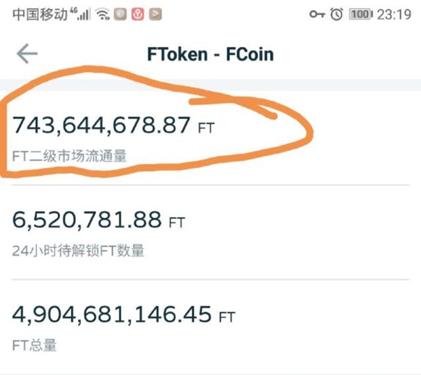 中国移动 4G 100 23:19
FToken - FCoin
743,644,678.87 FT
FT二级市场流通量
6,520,781.88 FT
24小时待解锁FT数量
4,904,681,146.45 FT
FT总量